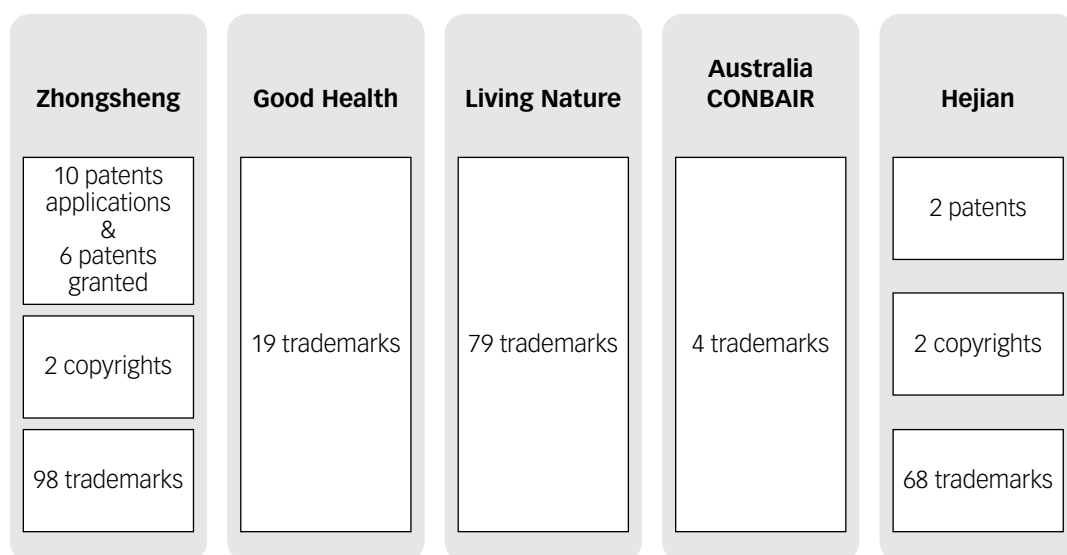 Zhongsheng
10 patents
applications
&
6 patents
granted
2 copyrights
98 trademarks
Good Health
19 trademarks
Living Nature
79 trademarks
Australia
CONBAIR
4 trademarks
Hejian
2 patents
2 copyrights
68 trademarks